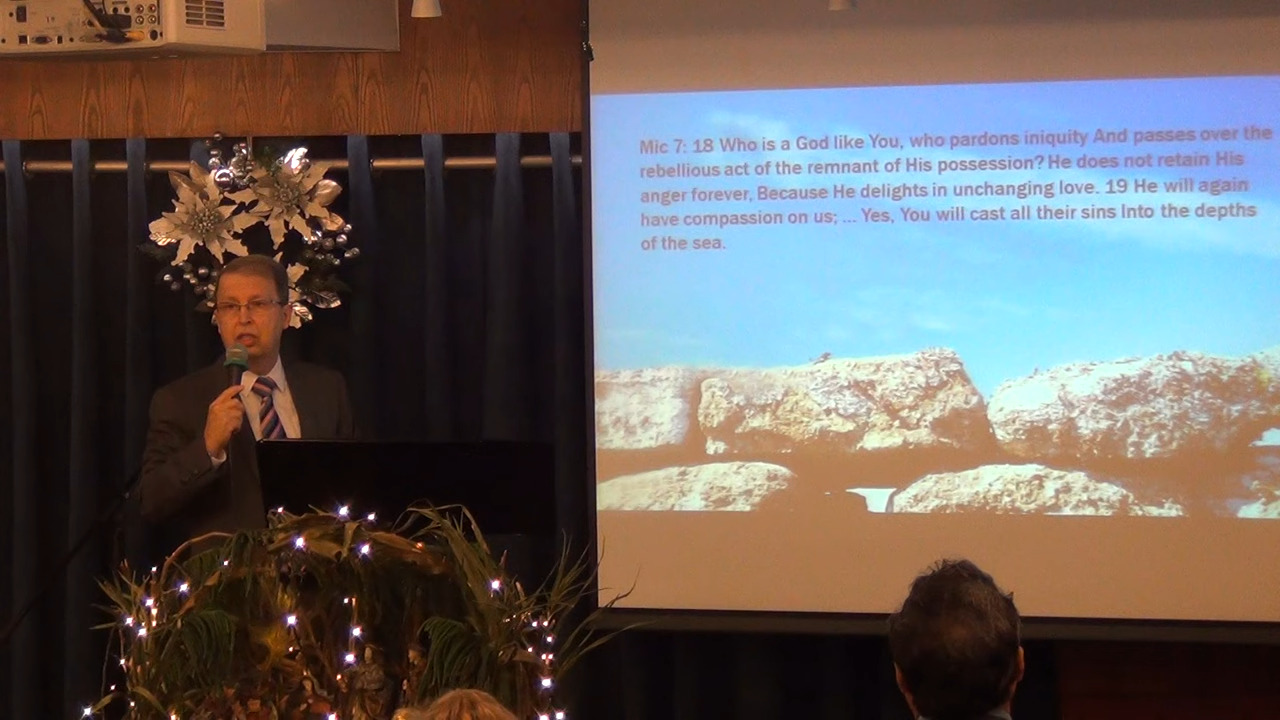 Mic 7: 18 Who is a God like You, who pardons iniquity And passes over the
rebellious act of the remnant of His possession? He does not retain His
anger forever, Because He delights in unchanging love. 19 He will again
have compassion on us; ... Yes, You will cast all their sins Into the depths
of the sea.